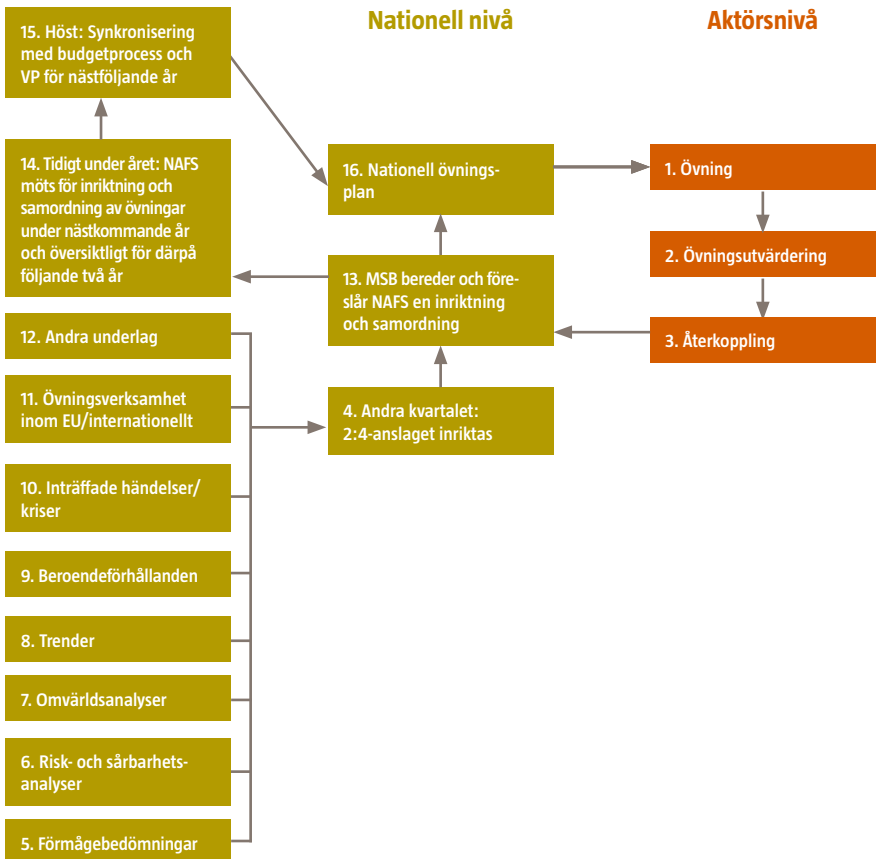 Nationell nivå
Aktörsnivå
15. Höst: Synkronisering
med budgetprocess och
VP för nästföljande år
14. Tidigt under året: NAFS
möts för inriktning och
samordning av övningar
under nästkommande år
och översiktligt för därpå
följande två år
16. Nationell övnings-
plan
1. Övning
2. Övningsutvärdering
13. MSB bereder och före-
slår NAFS en inriktning
och samordning
3. Återkoppling
12. Andra underlag
11. Övningsverksamhet
inom EU/internationellt
4. Andra kvartalet:
2:4-anslaget inriktas
10. Inträffade händelser/
kriser
9. Beroendeförhållanden
8. Trender
7. Omvärldsanalyser
6. Risk- och sårbarhets-
analyser
5. Förmågebedömningar